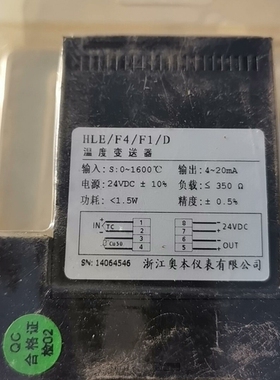 HLE/F4/F1/D
温度变送器
输入: S:0~1600℃ 输出: 4~20mA
电源: 24VDC ± 10% 负载: ≤ 350 Ω
功耗: <1.5W 精度: ± 0.5%
IN TC 1 8 24VDC
2 7
3 6
Cu50 4 5 OUT
SN: 14064546 浙江奥本仪表有限公司
QC
合格证
检02